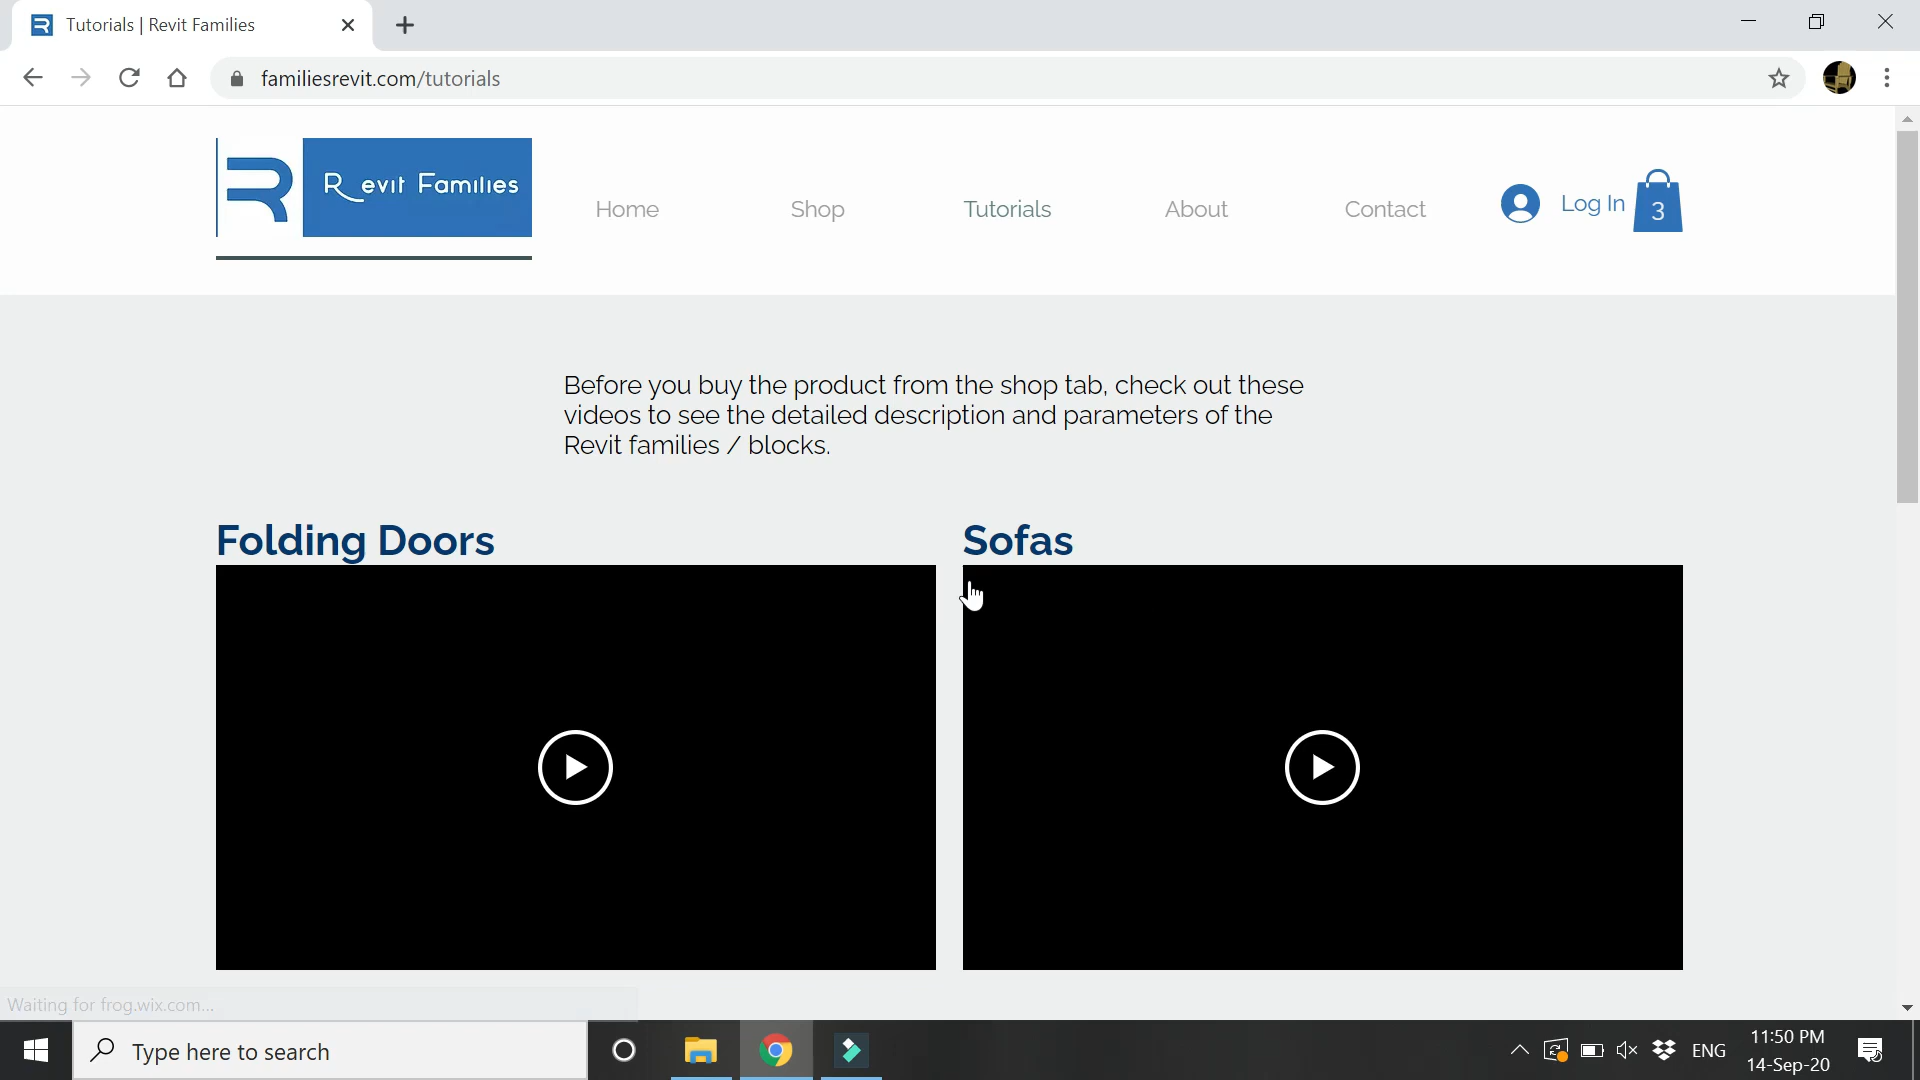 Tutorials | Revit Families
familiesrevit.com/tutorials
Revit Families
Home
Shop
Tutorials
About
Contact
Log In
3
Before you buy the product from the shop tab, check out these
videos to see the detailed description and parameters of the
Revit families / blocks.
Folding Doors
Sofas
Waiting for frog.wix.com...
Type here to search
ENG
11:50 PM
14-Sep-20